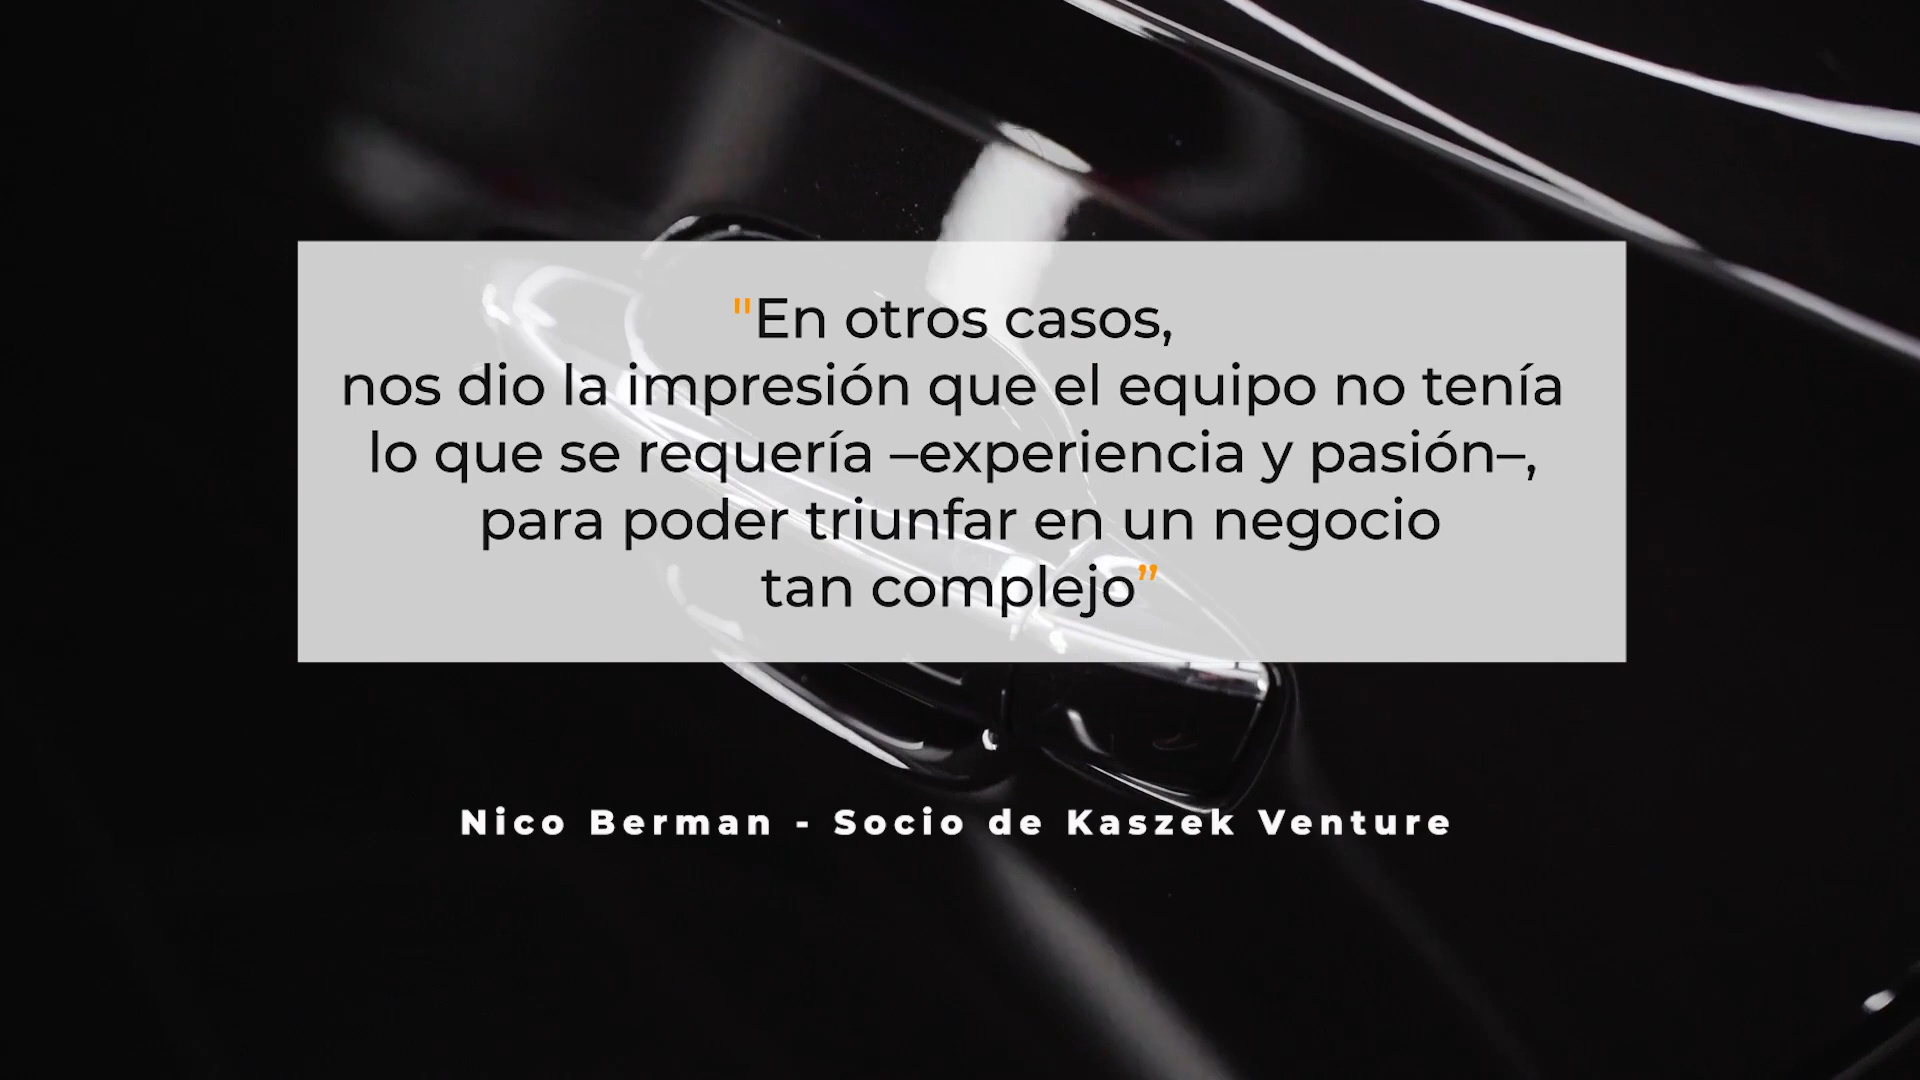 "En otros casos,
nos dio la impresión que el equipo no tenía
lo que se requería –experiencia y pasión–,
para poder triunfar en un negocio
tan complejo”
Nico Berman - Socio de Kaszek Venture